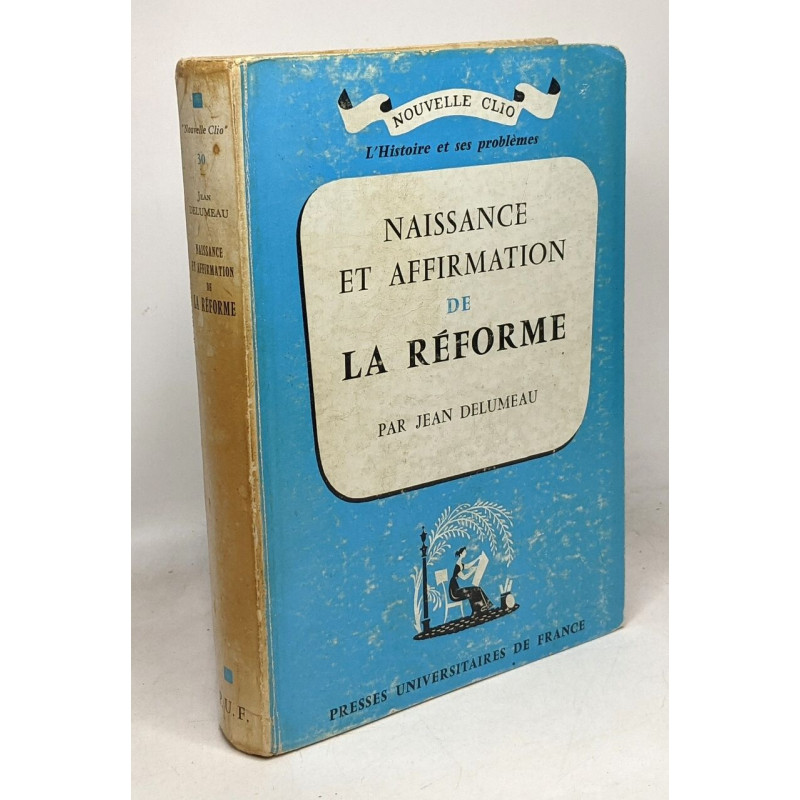 "Nouvelle Clio"
30
JEAN
DELUMEAU
NAISSANCE
ET AFFIRMATION
DE
LA RÉFORME
P.U.F.
NOUVELLE CLIO
L'Histoire et ses problèmes
NAISSANCE
ET AFFIRMATION
DE
LA RÉFORME
PAR JEAN DELUMEAU
PRESSES UNIVERSITAIRES DE FRANCE